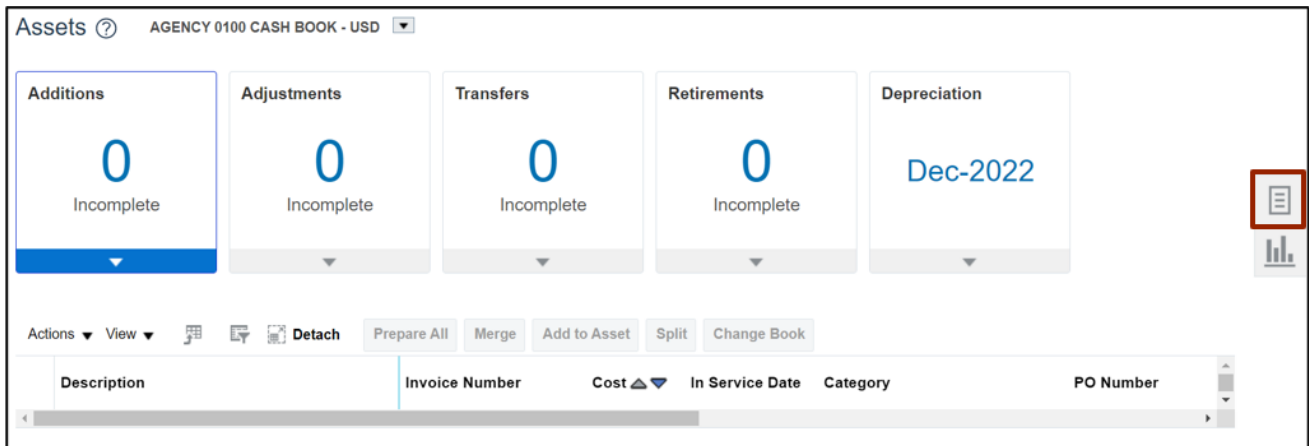 Assets ? AGENCY 0100 CASH BOOK - USD
Additions Adjustments Transfers Retirements Depreciation
0 0 0 0 Dec-2022
Incomplete Incomplete Incomplete Incomplete
Actions View Detach Prepare All Merge Add to Asset Split Change Book
Description Invoice Number Cost In Service Date Category PO Number